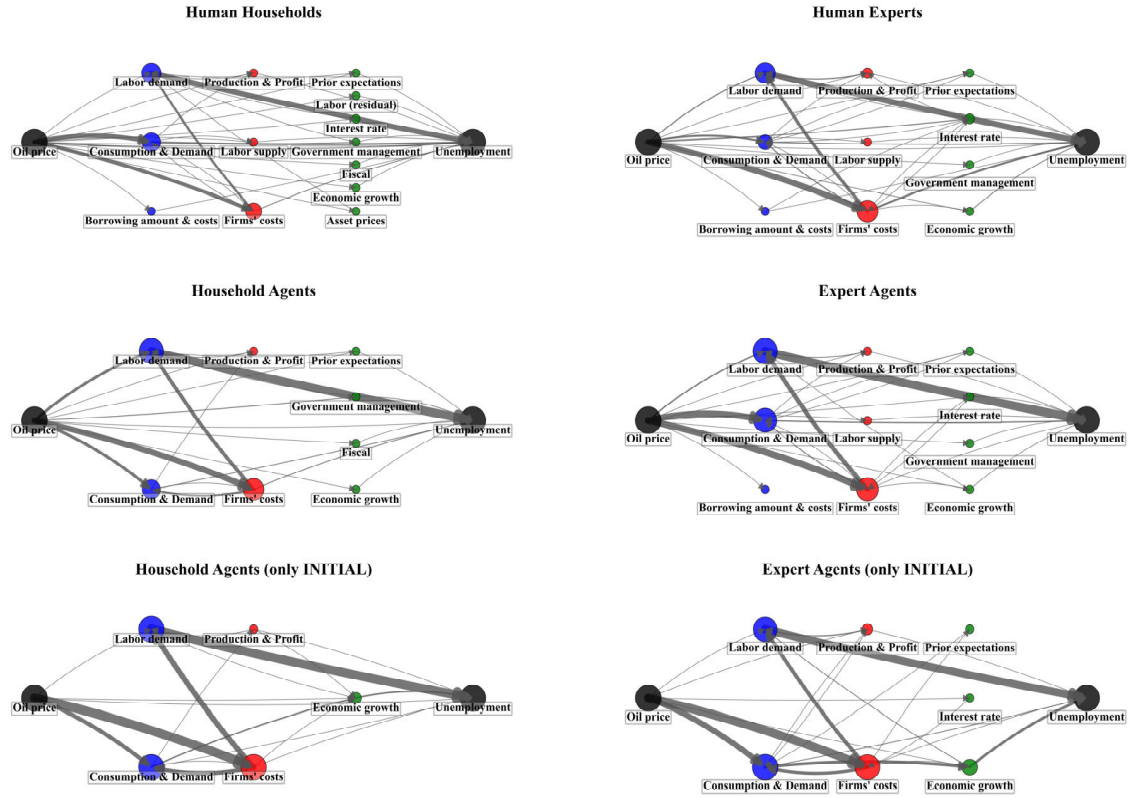 Human Households
Labor demand
Production & Profit
Prior expectations
Labor (residual)
Interest rate
Oil price
Consumption & Demand
Labor supply
Government management
Unemployment
Fiscal
Economic growth
Borrowing amount & costs
Firms' costs
Asset prices
Human Experts
Labor demand
Production & Profit
Prior expectations
Interest rate
Oil price
Consumption & Demand
Labor supply
Unemployment
Government management
Borrowing amount & costs
Firms' costs
Economic growth
Household Agents
Labor demand
Production & Profit
Prior expectations
Government management
Oil price
Unemployment
Fiscal
Consumption & Demand
Firms' costs
Economic growth
Expert Agents
Labor demand
Production & Profit
Prior expectations
Interest rate
Oil price
Consumption & Demand
Labor supply
Unemployment
Government management
Borrowing amount & costs
Firms' costs
Economic growth
Household Agents (only INITIAL)
Labor demand
Production & Profit
Oil price
Economic growth
Unemployment
Consumption & Demand
Firms' costs
Expert Agents (only INITIAL)
Labor demand
Production & Profit
Prior expectations
Oil price
Interest rate
Unemployment
Consumption & Demand
Firms' costs
Economic growth